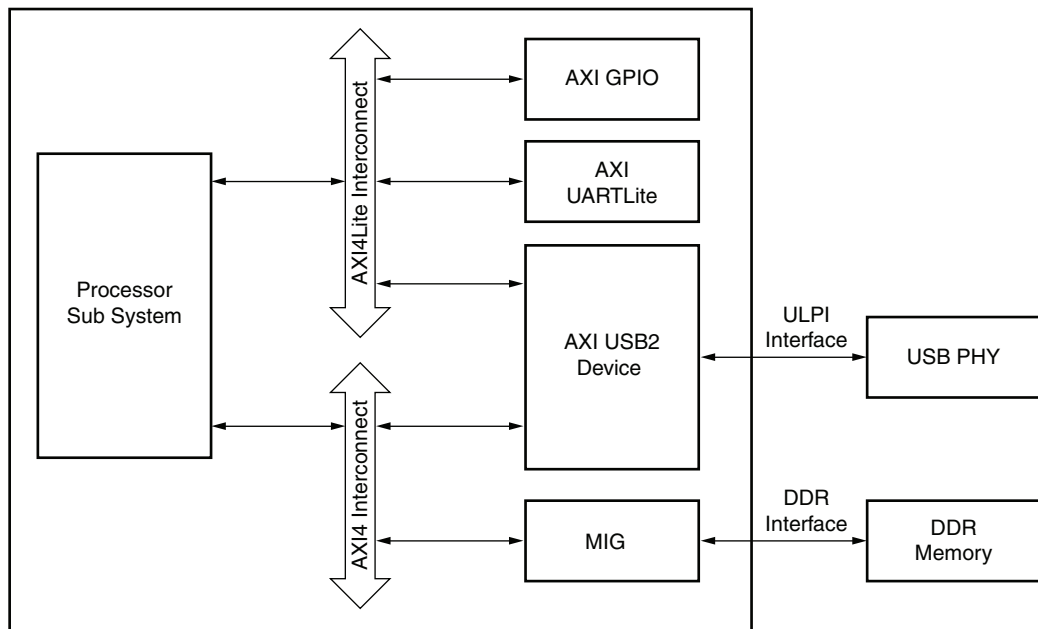 AXI GPIO
AXI
UARTLite
AXI4Lite Interconnect
Processor
Sub System
AXI USB2
Device
ULPI
Interface
USB PHY
AXI4 Interconnect
MIG
DDR
Interface
DDR
Memory